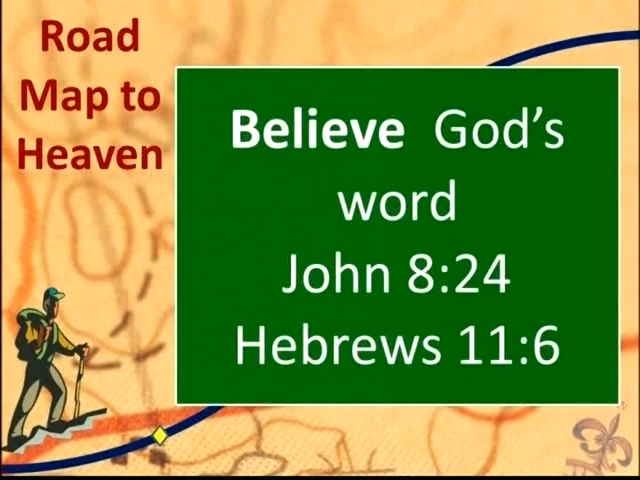 Road
Map to
Heaven
Believe God’s
word
John 8:24
Hebrews 11:6